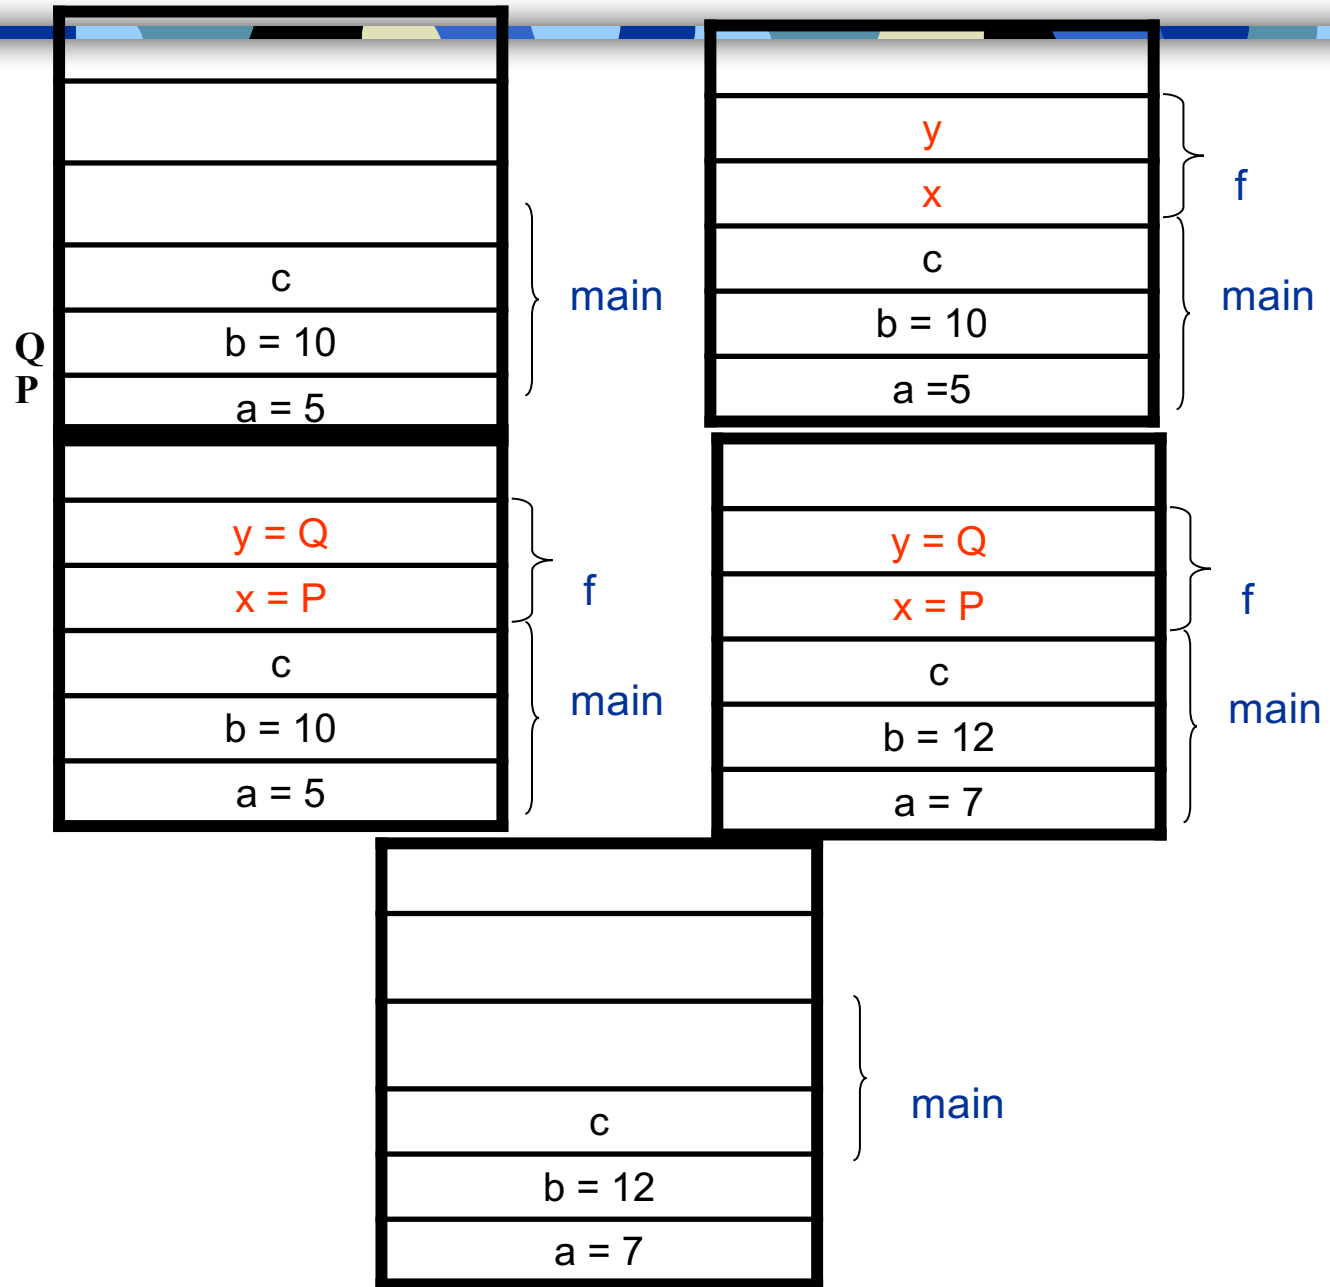 c
b = 10
a = 5
main
Q
P
y
x
c
b = 10
a =5
f
main
y = Q
x = P
c
b = 10
a = 5
f
main
y = Q
x = P
c
b = 12
a = 7
f
main
c
b = 12
a = 7
main